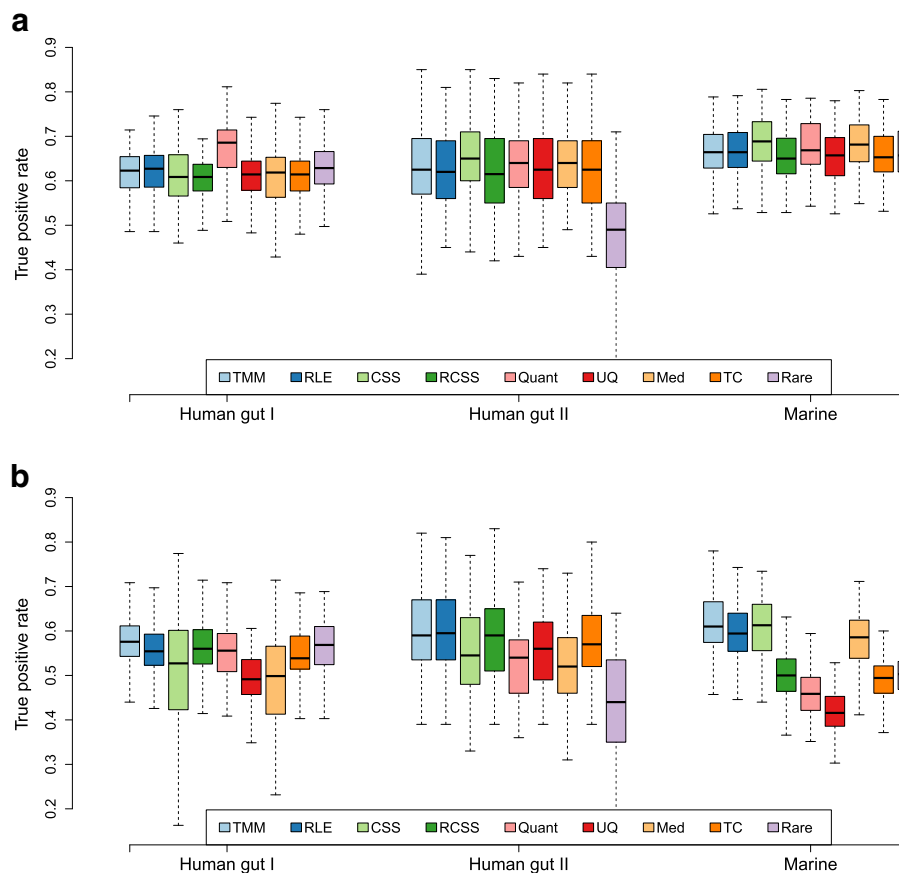 a
True positive rate
0.9
0.8
0.7
0.6
0.5
0.4
0.3
0.2
TMM RLE CSS RCSS Quant UQ Med TC Rare
Human gut I Human gut II Marine
b
True positive rate
0.9
0.8
0.7
0.6
0.5
0.4
0.3
0.2
TMM RLE CSS RCSS Quant UQ Med TC Rare
Human gut I Human gut II Marine